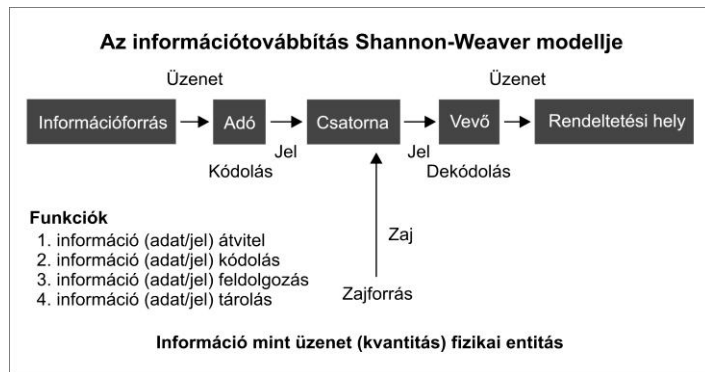 Az információtovábbítás Shannon-Weaver modellje
Üzenet
Üzenet
Információforrás
Adó
Csatorna
Vevő
Rendeltetési hely
Jel
Jel
Kódolás
Dekódolás
Funkciók
1. információ (adat/jel) átvitel
2. információ (adat/jel) kódolás
3. információ (adat/jel) feldolgozás
4. információ (adat/jel) tárolás
Zaj
Zajforrás
Információ mint üzenet (kvantitás) fizikai entitás